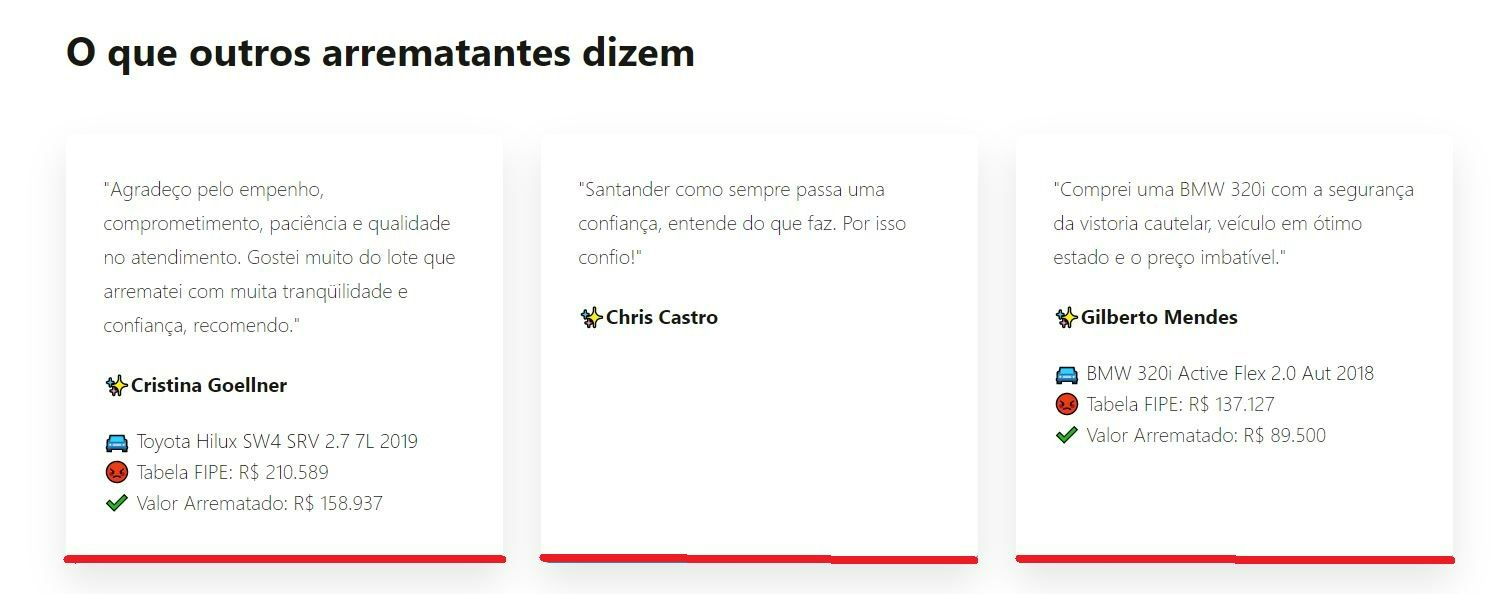 O que outros arrematantes dizem
"Agradeço pelo empenho,
comprometimento, paciência e qualidade
no atendimento. Gostei muito do lote que
arrematei com muita tranqüilidade e
confiança, recomendo."
Cristina Goellner
Toyota Hilux SW4 SRV 2.7 7L 2019
Tabela FIPE: R$ 210.589
Valor Arrematado: R$ 158.937
"Santander como sempre passa uma
confiança, entende do que faz. Por isso
confio!"
Chris Castro
"Comprei uma BMW 320i com a segurança
da vistoria cautelar, veículo em ótimo
estado e o preço imbatível."
Gilberto Mendes
BMW 320i Active Flex 2.0 Aut 2018
Tabela FIPE: R$ 137.127
Valor Arrematado: R$ 89.500